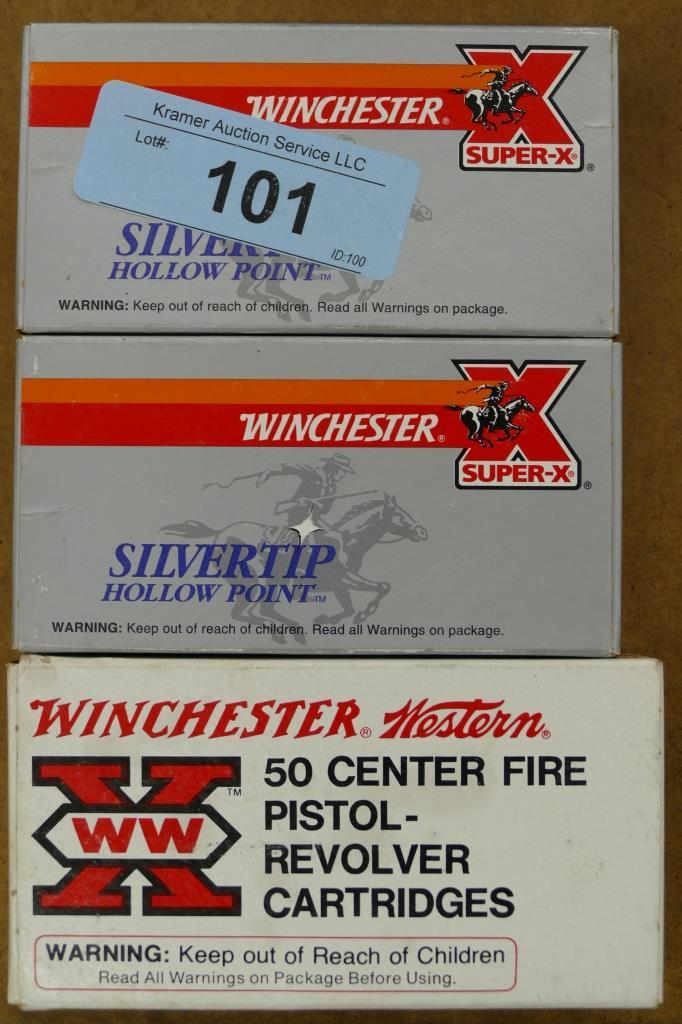 WINCHESTER®
SUPER-X®
®
Kramer Auction Service LLC
Lot#:
101
ID:100
HOLLOW POINT™
WARNING: Keep out of reach of children. Read all Warnings on package.
WINCHESTER®
SUPER-X®
®
SILVERTIP
HOLLOW POINT™
WARNING: Keep out of reach of children. Read all Warnings on package.
WINCHESTER® Western®
X WW ™
50 CENTER FIRE
PISTOL-
REVOLVER
CARTRIDGES
WARNING: Keep out of Reach of Children
Read All Warnings on Package Before Using.